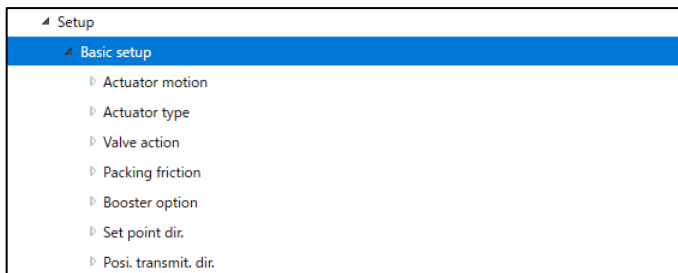 Setup
Basic setup
Actuator motion
Actuator type
Valve action
Packing friction
Booster option
Set point dir.
Posi. transmit. dir.